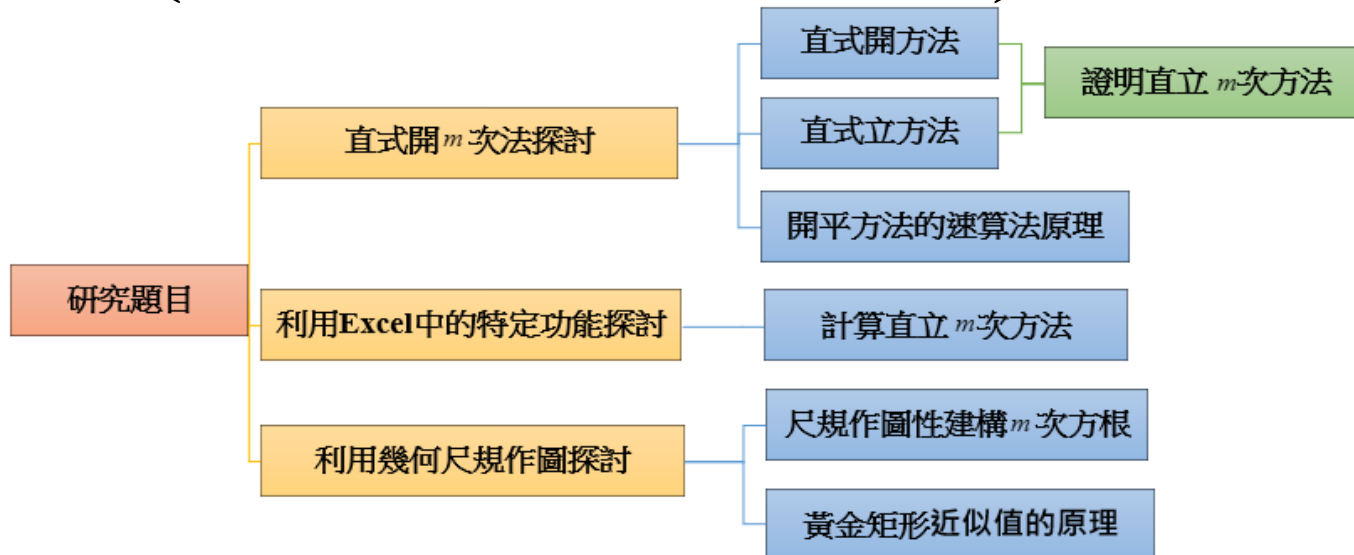 直式開方法
證明直立 m次方法
直式開 m 次法探討
直式立方法
開平方法的速算法原理
研究題目
利用Excel中的特定功能探討
計算直立 m次方法
尺規作圖性建構 m 次方根
利用幾何尺規作圖探討
黃金矩形近似值的原理